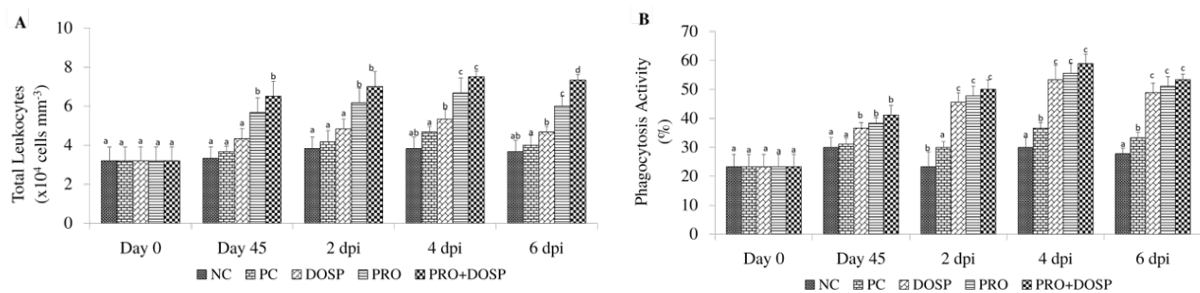 A
Total Leukocytes
(x10⁴ cells mm⁻³)
10
8
6
4
2
0
a a a a a
a a a b b
a a a b b
ab a b c c
ab a b c d
Day 0 Day 45 2 dpi 4 dpi 6 dpi
NC PC DOSP PRO PRO+DOSP
B
Phagocytosis Activity
(%)
70
60
50
40
30
20
10
0
a a a a a
a a b b b
b a c c c
a b c c c
a b c c c
Day 0 Day 45 2 dpi 4 dpi 6 dpi
NC PC DOSP PRO PRO+DOSP